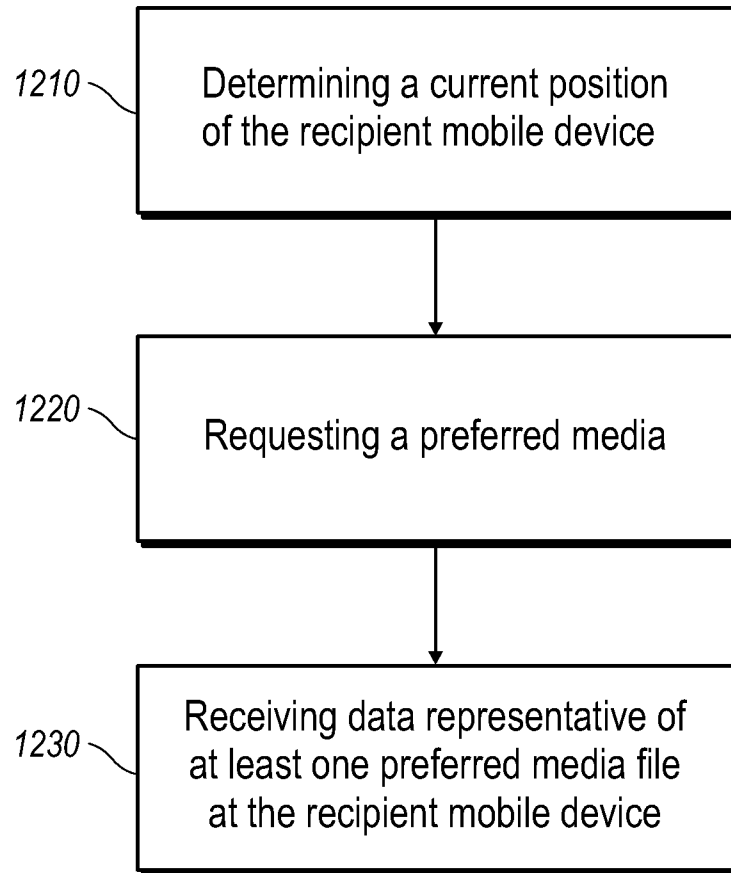 1210
Determining a current position
of the recipient mobile device
1220
Requesting a preferred media
1230
Receiving data representative of
at least one preferred media file
at the recipient mobile device